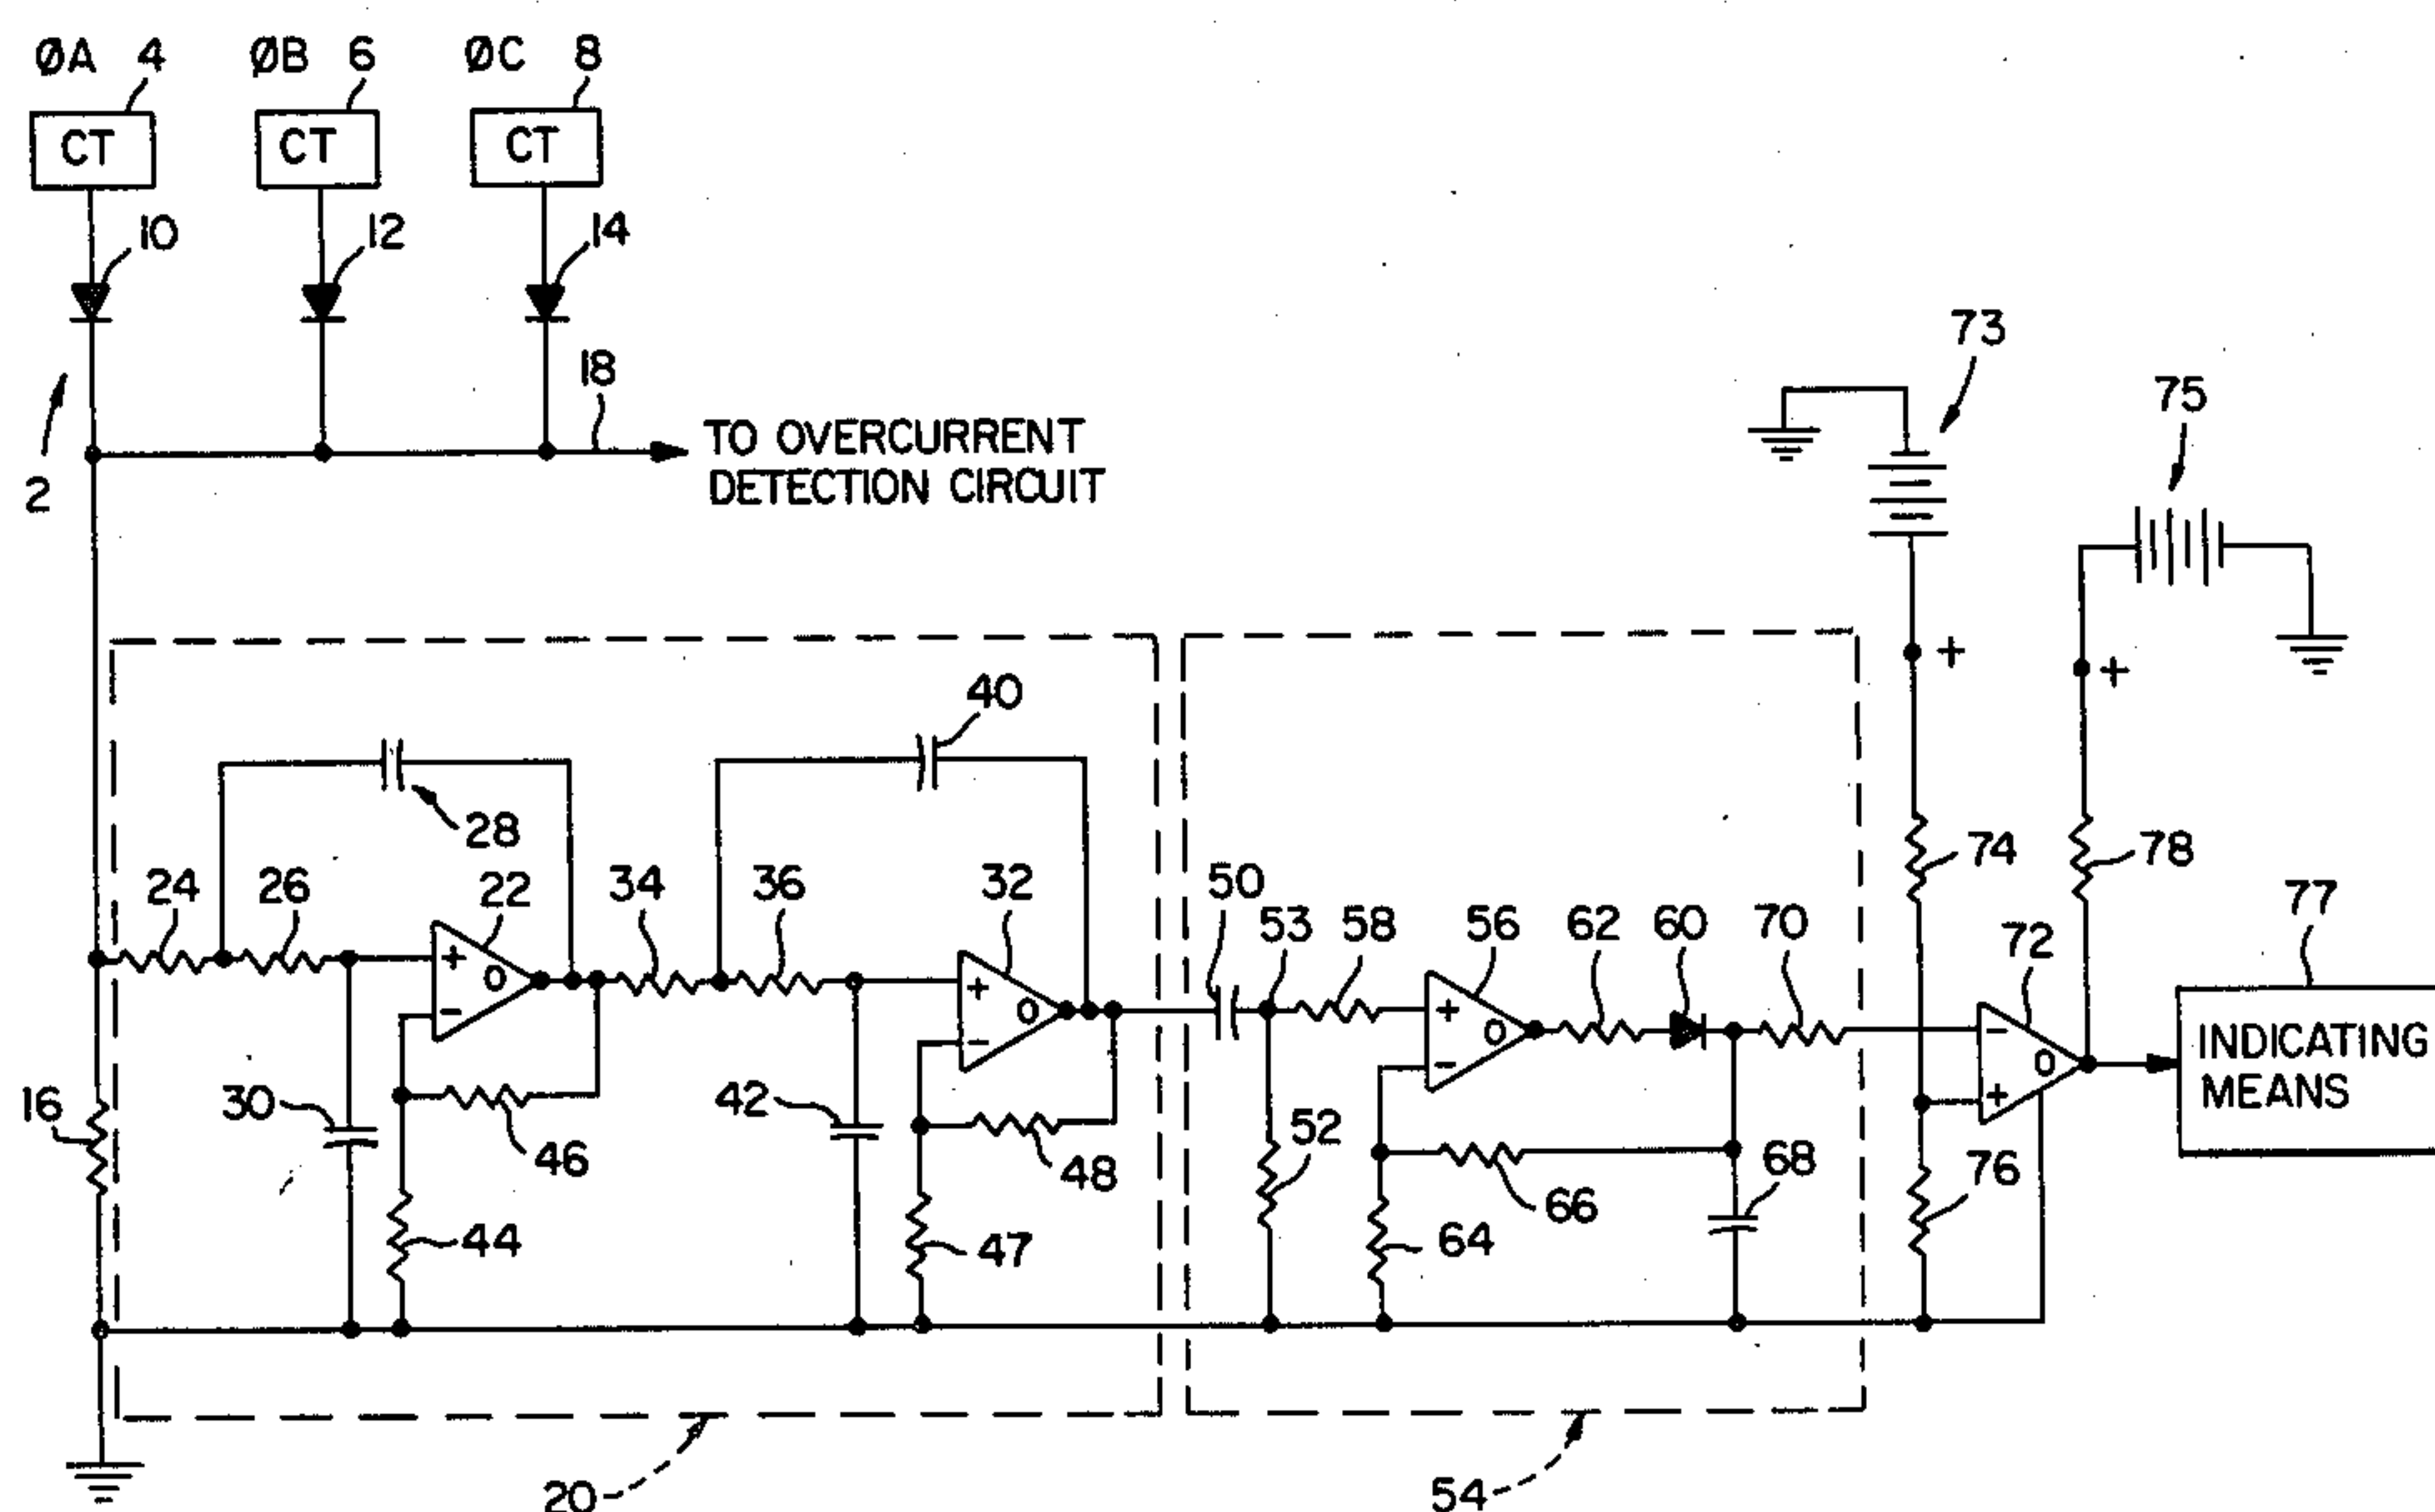 ØA 4 ØB 6 ØC 8
CT CT CT
10 12 14
18
2
TO OVERCURRENT
DETECTION CIRCUIT
73
75
+ +
40
28
24 26 22 34 36 32 50 53 58 56 62 60 70 72 74 78 77
+ O −
+ O −
+ O −
− O +
INDICATING
MEANS
16 30 46 42 48 52 66 68 76
44 47 64
20 54